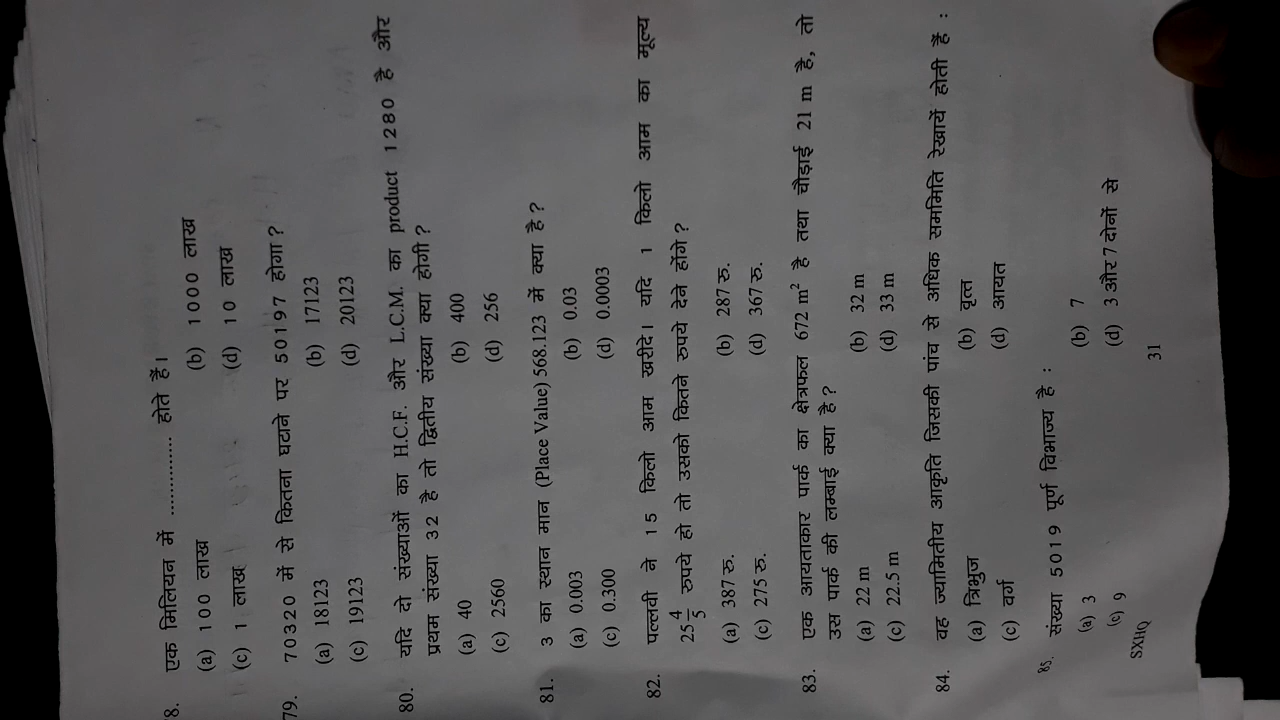 8. एक मिलियन में ............... होते हैं।
(a) 100 लाख (b) 1000 लाख
(c) 1 लाख (d) 10 लाख
79. 70320 में से कितना घटाने पर 50197 होगा?
(a) 18123 (b) 17123
(c) 19123 (d) 20123
80. यदि दो संख्याओं का H.C.F. और L.C.M. का product 1280 है और
प्रथम संख्या 32 है तो द्वितीय संख्या क्या होगी?
(a) 40 (b) 400
(c) 2560 (d) 256
81. 3 का स्थान मान (Place Value) 568.123 में क्या है?
(a) 0.003 (b) 0.03
(c) 0.300 (d) 0.0003
82. पल्लवी ने 15 किलो आम खरीदे। यदि 1 किलो आम का मूल्य
25 4/5 रुपये हो तो उसको कितने रुपये देने होंगे?
(a) 387 रु. (b) 287 रु.
(c) 275 रु. (d) 367 रु.
83. एक आयताकार पार्क का क्षेत्रफल 672 m² है तथा चौड़ाई 21 m है, तो
उस पार्क की लम्बाई क्या है?
(a) 22 m (b) 32 m
(c) 22.5 m (d) 33 m
84. वह ज्यामितीय आकृति जिसकी पांच से अधिक सममिति रेखायें होती हैं :
(a) त्रिभुज (b) वृत्त
(c) वर्ग (d) आयत
85. संख्या 5019 पूर्ण विभाज्य है :
(a) 3 (b) 7
(c) 9 (d) 3 और 7 दोनों से
SXHQ 31